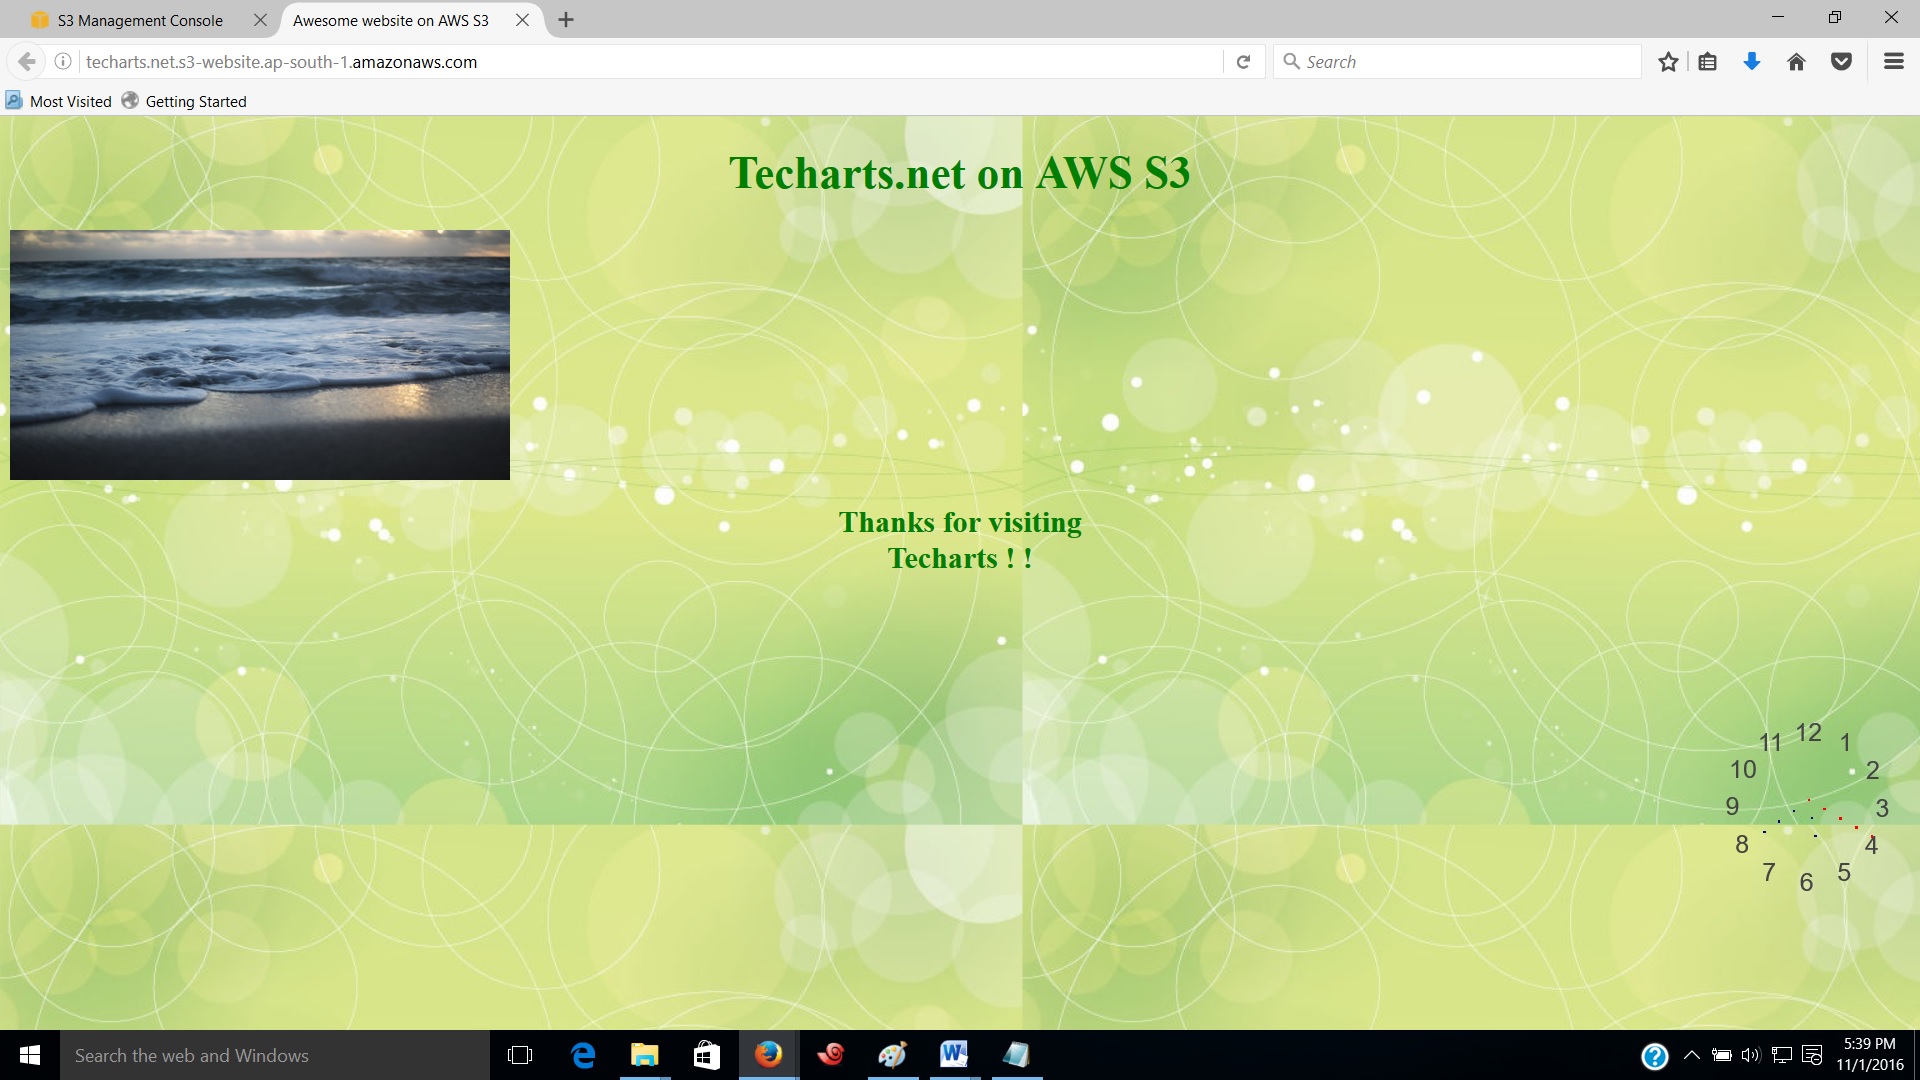 S3 Management Console
Awesome website on AWS S3
techarts.net.s3-website.ap-south-1.amazonaws.com
Search
Most Visited
Getting Started
Techarts.net on AWS S3
Thanks for visiting
Techarts ! !
12
11
1
10
2
9
3
8
4
7
5
6
Search the web and Windows
5:39 PM
11/1/2016